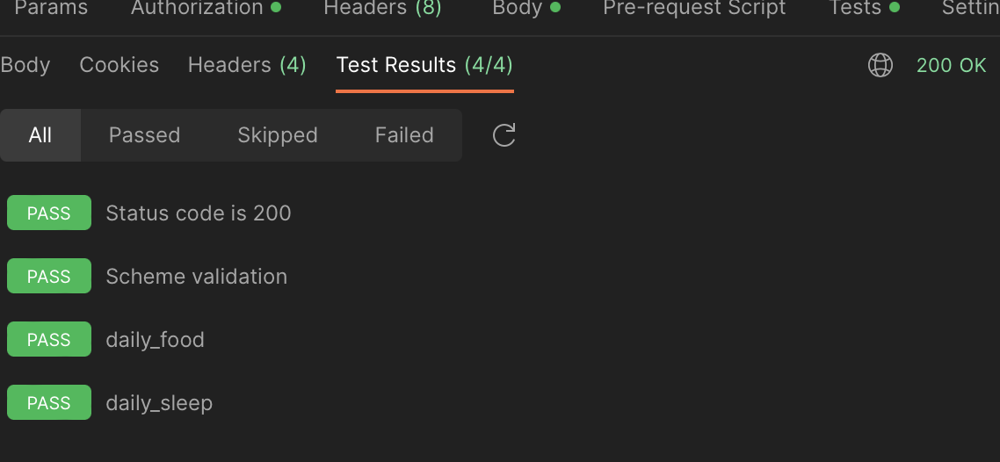 Params Authorization Headers (8) Body Pre-request Script Tests Settin
Body Cookies Headers (4) Test Results (4/4) 200 OK
All Passed Skipped Failed
PASS Status code is 200
PASS Scheme validation
PASS daily_food
PASS daily_sleep